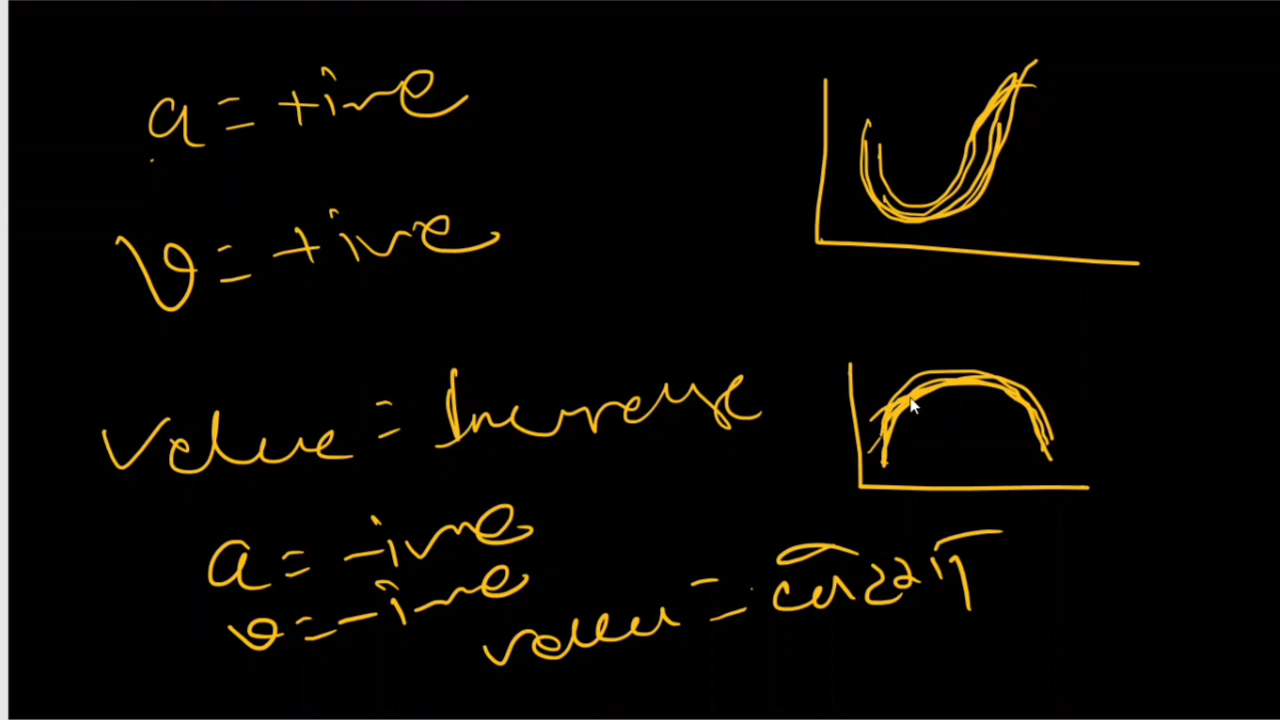 a = +ive
v = +ive
value = Increase
a = -ive
v = -ive
value =